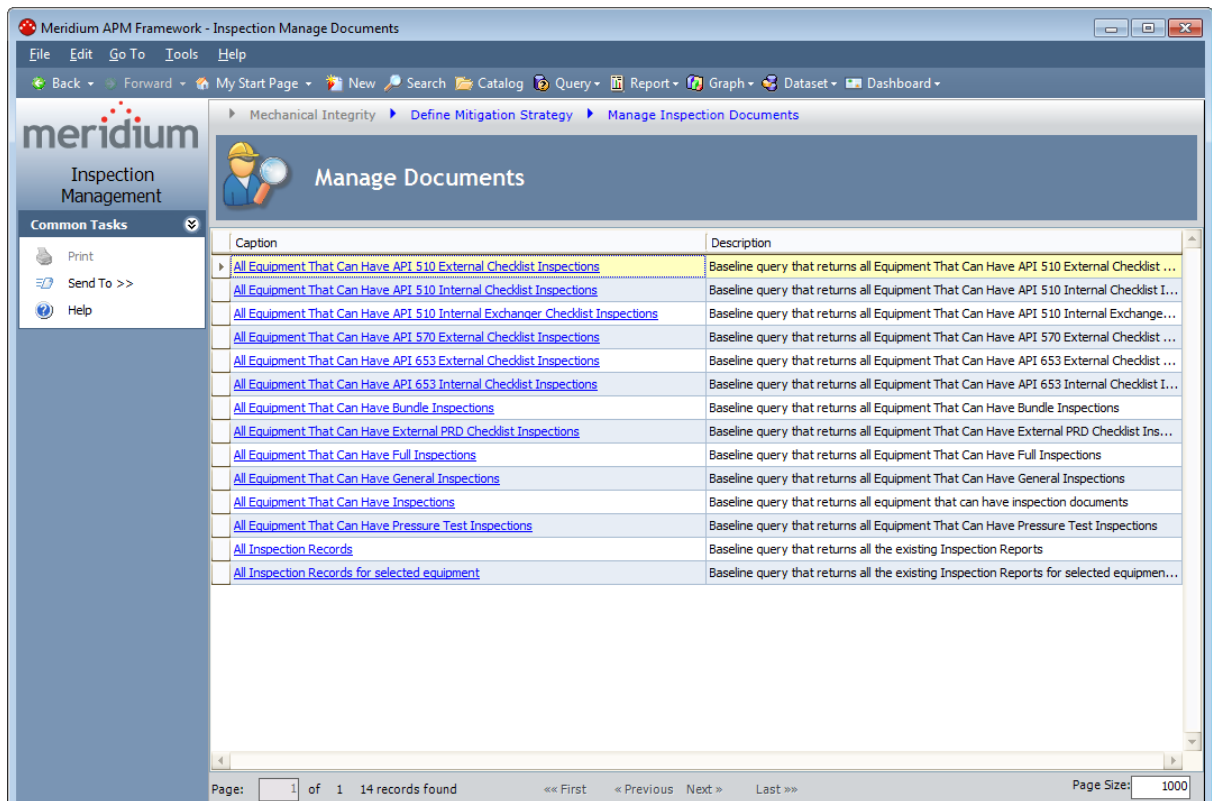 Meridium APM Framework - Inspection Manage Documents
File Edit Go To Tools Help
Back Forward My Start Page New Search Catalog Query Report Graph Dataset Dashboard
meridium
Inspection
Management
Common Tasks
Print
Send To >>
Help
Mechanical Integrity Define Mitigation Strategy Manage Inspection Documents
Manage Documents
Caption Description
All Equipment That Can Have API 510 External Checklist Inspections Baseline query that returns all Equipment That Can Have API 510 External Checklist ...
All Equipment That Can Have API 510 Internal Checklist Inspections Baseline query that returns all Equipment That Can Have API 510 Internal Checklist I...
All Equipment That Can Have API 510 Internal Exchanger Checklist Inspections Baseline query that returns all Equipment That Can Have API 510 Internal Exchange...
All Equipment That Can Have API 570 External Checklist Inspections Baseline query that returns all Equipment That Can Have API 570 External Checklist ...
All Equipment That Can Have API 653 External Checklist Inspections Baseline query that returns all Equipment That Can Have API 653 External Checklist ...
All Equipment That Can Have API 653 Internal Checklist Inspections Baseline query that returns all Equipment That Can Have API 653 Internal Checklist I...
All Equipment That Can Have Bundle Inspections Baseline query that returns all Equipment That Can Have Bundle Inspections
All Equipment That Can Have External PRD Checklist Inspections Baseline query that returns all Equipment That Can Have External PRD Checklist Ins...
All Equipment That Can Have Full Inspections Baseline query that returns all Equipment That Can Have Full Inspections
All Equipment That Can Have General Inspections Baseline query that returns all Equipment That Can Have General Inspections
All Equipment That Can Have Inspections Baseline query that returns all equipment that can have inspection documents
All Equipment That Can Have Pressure Test Inspections Baseline query that returns all Equipment That Can Have Pressure Test Inspections
All Inspection Records Baseline query that returns all the existing Inspection Reports
All Inspection Records for selected equipment Baseline query that returns all the existing Inspection Reports for selected equipmen...
Page: 1 of 1 14 records found «« First « Previous Next » Last »» Page Size: 1000